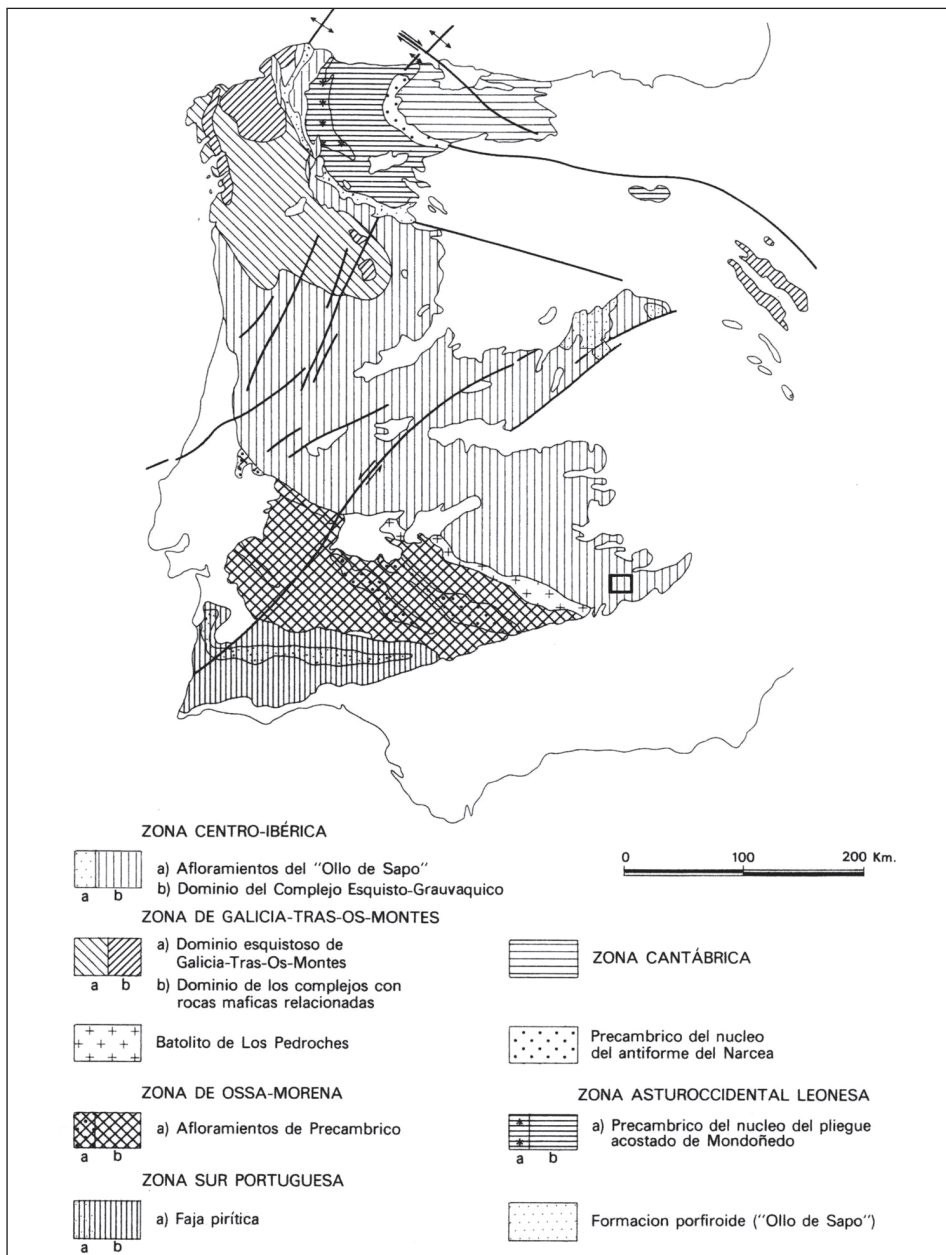 ZONA CENTRO-IBÉRICA
a) Afloramientos del "Ollo de Sapo"
b) Dominio del Complejo Esquisto-Grauvaquico
a b
0 100 200 Km.
ZONA DE GALICIA-TRAS-OS-MONTES
a) Dominio esquistoso de
Galicia-Tras-Os-Montes
b) Dominio de los complejos con
rocas maficas relacionadas
a b
ZONA CANTÁBRICA
Batolito de Los Pedroches
Precambrico del nucleo
del antiforme del Narcea
ZONA DE OSSA-MORENA
a) Afloramientos de Precambrico
a b
ZONA ASTUROCCIDENTAL LEONESA
a) Precambrico del nucleo del pliegue
acostado de Mondoñedo
a b
ZONA SUR PORTUGUESA
a) Faja pirítica
a b
Formacion porfiroide ("Ollo de Sapo")